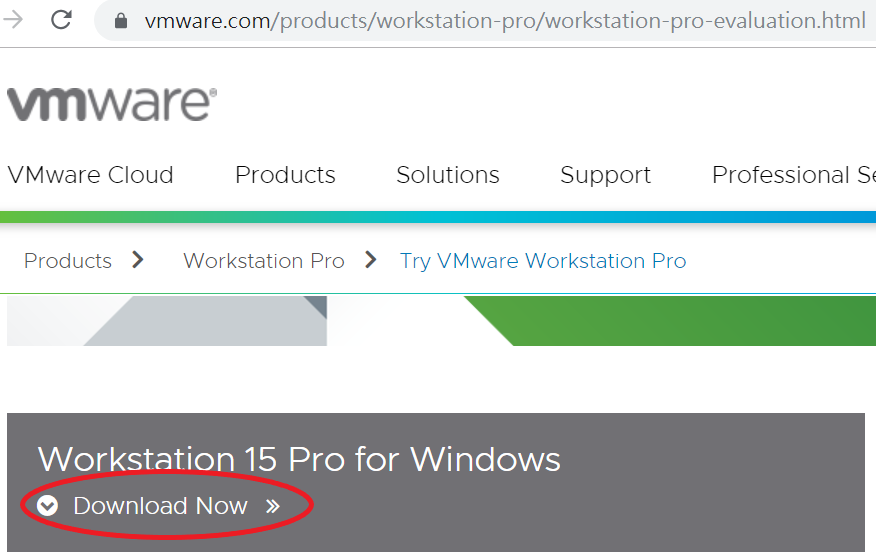 vmware.com/products/workstation-pro/workstation-pro-evaluation.html
vmware®
VMware Cloud Products Solutions Support Professional Se
Products Workstation Pro Try VMware Workstation Pro
Workstation 15 Pro for Windows
Download Now »